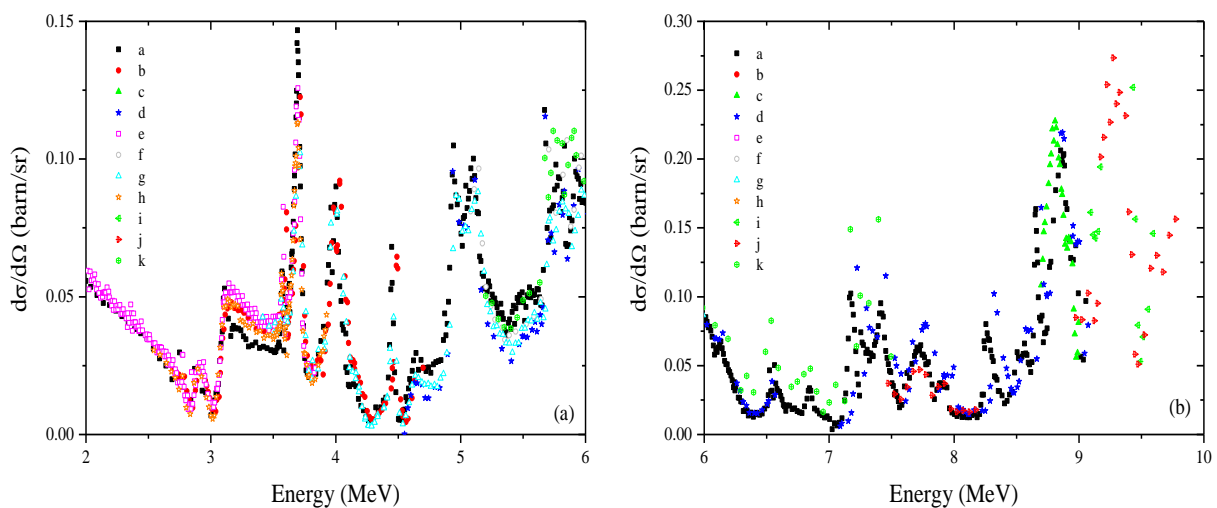 0.15
0.10
0.05
0.00
dσ/dΩ (barn/sr)
a
b
c
d
e
f
g
h
i
j
k
(a)
2 3 4 5 6
Energy (MeV)
0.30
0.25
0.20
0.15
0.10
0.05
0.00
dσ/dΩ (barn/sr)
a
b
c
d
e
f
g
h
i
j
k
(b)
6 7 8 9 10
Energy (MeV)